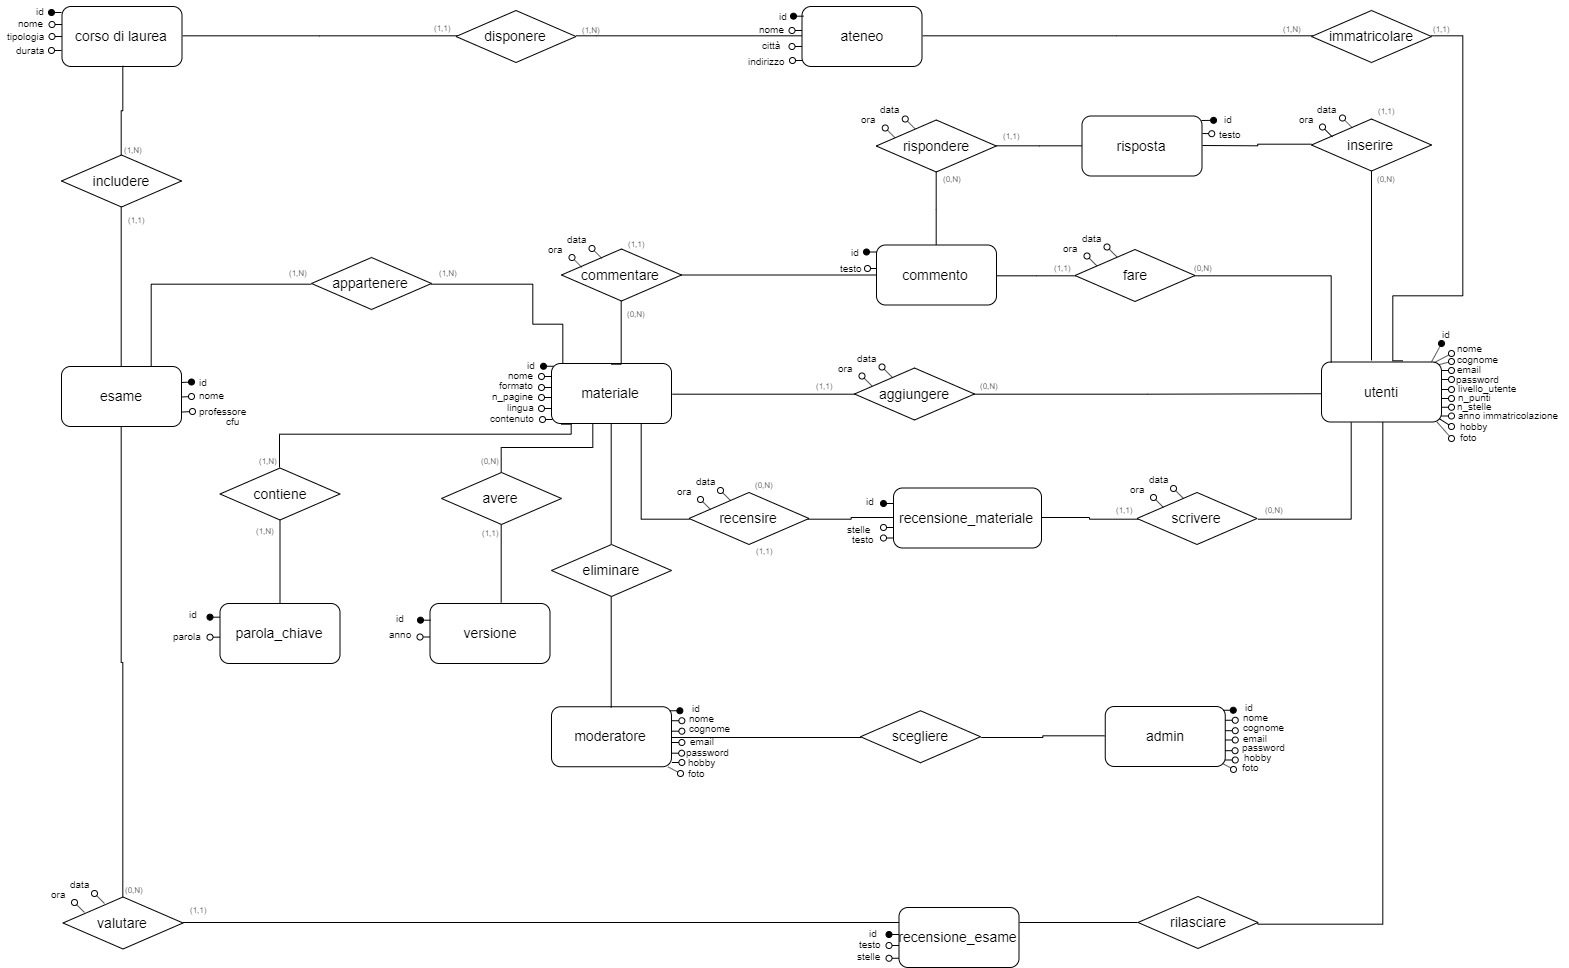 id
nome
tipologia
durata
corso di laurea
(1,1)
disponere
(1,N)
id
nome
città
indirizzo
ateneo
(1,N)
immatricolare
(1,1)
data
ora
rispondere
(1,1)
(0,N)
risposta
id
testo
data
ora
(1,1)
inserire
(0,N)
(1,N)
includere
(1,1)
(1,N)
appartenere
(1,N)
data
ora
(1,1)
commentare
(0,N)
id
testo
commento
(1,1)
data
ora
fare
(0,N)
esame
id
nome
professore
cfu
id
nome
formato
n_pagine
lingua
contenuto
materiale
(1,1)
data
ora
aggiungere
(0,N)
utenti
id
nome
cognome
email
password
livello_utente
n_punti
n_stelle
anno immatricolazione
hobby
foto
(1,N)
contiene
(1,N)
(0,N)
avere
(1,1)
data
ora
(0,N)
recensire
(1,1)
id
stelle
testo
recensione_materiale
(1,1)
data
ora
scrivere
(0,N)
eliminare
id
parola
parola_chiave
id
anno
versione
moderatore
id
nome
cognome
email
password
hobby
foto
scegliere
admin
id
nome
cognome
email
password
hobby
foto
data
ora
(0,N)
valutare
(1,1)
id
testo
stelle
recensione_esame
rilasciare